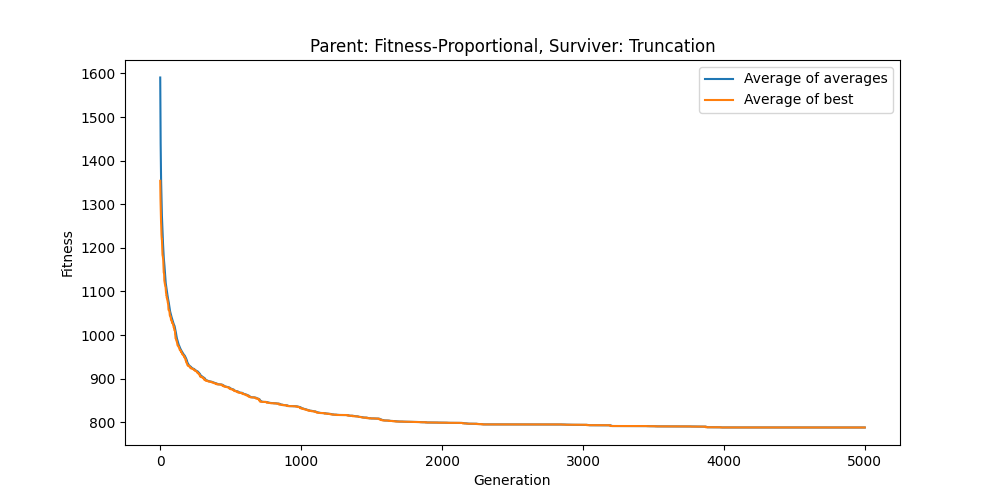 Parent: Fitness-Proportional, Surviver: Truncation
Average of averages
Average of best
1600
1500
1400
1300
1200
1100
1000
900
800
Fitness
0 1000 2000 3000 4000 5000
Generation